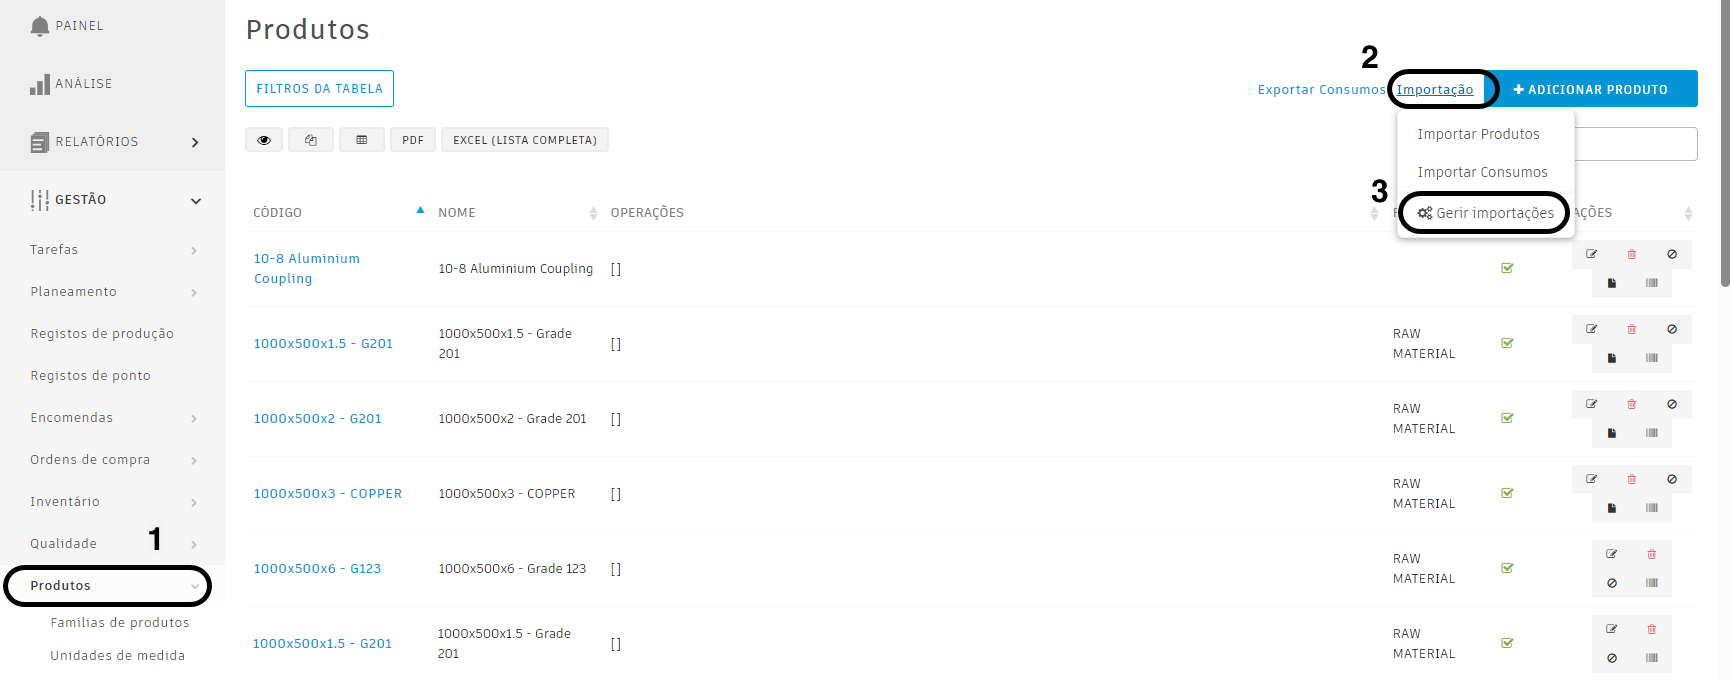 PAINEL
ANÁLISE
RELATÓRIOS
GESTÃO
Tarefas
Planeamento
Registos de produção
Registos de ponto
Encomendas
Ordens de compra
Inventário
Qualidade
1
Produtos
Famílias de produtos
Unidades de medida
Produtos
FILTROS DA TABELA
2
Exportar Consumos
Importação
ADICIONAR PRODUTO
Importar Produtos
Importar Consumos
3
Gerir importações
PDF
EXCEL (LISTA COMPLETA)
CÓDIGO NOME OPERAÇÕES AÇÕES
10-8 Aluminium
Coupling
10-8 Aluminium Coupling
[]
1000x500x1.5 - G201
1000x500x1.5 - Grade
201
[]
RAW
MATERIAL
1000x500x2 - G201
1000x500x2 - Grade 201
[]
RAW
MATERIAL
1000x500x3 - COPPER
1000x500x3 - COPPER
[]
RAW
MATERIAL
1000x500x6 - G123
1000x500x6 - Grade 123
[]
RAW
MATERIAL
1000x500x1.5 - G201
1000x500x1.5 - Grade
201
[]
RAW
MATERIAL